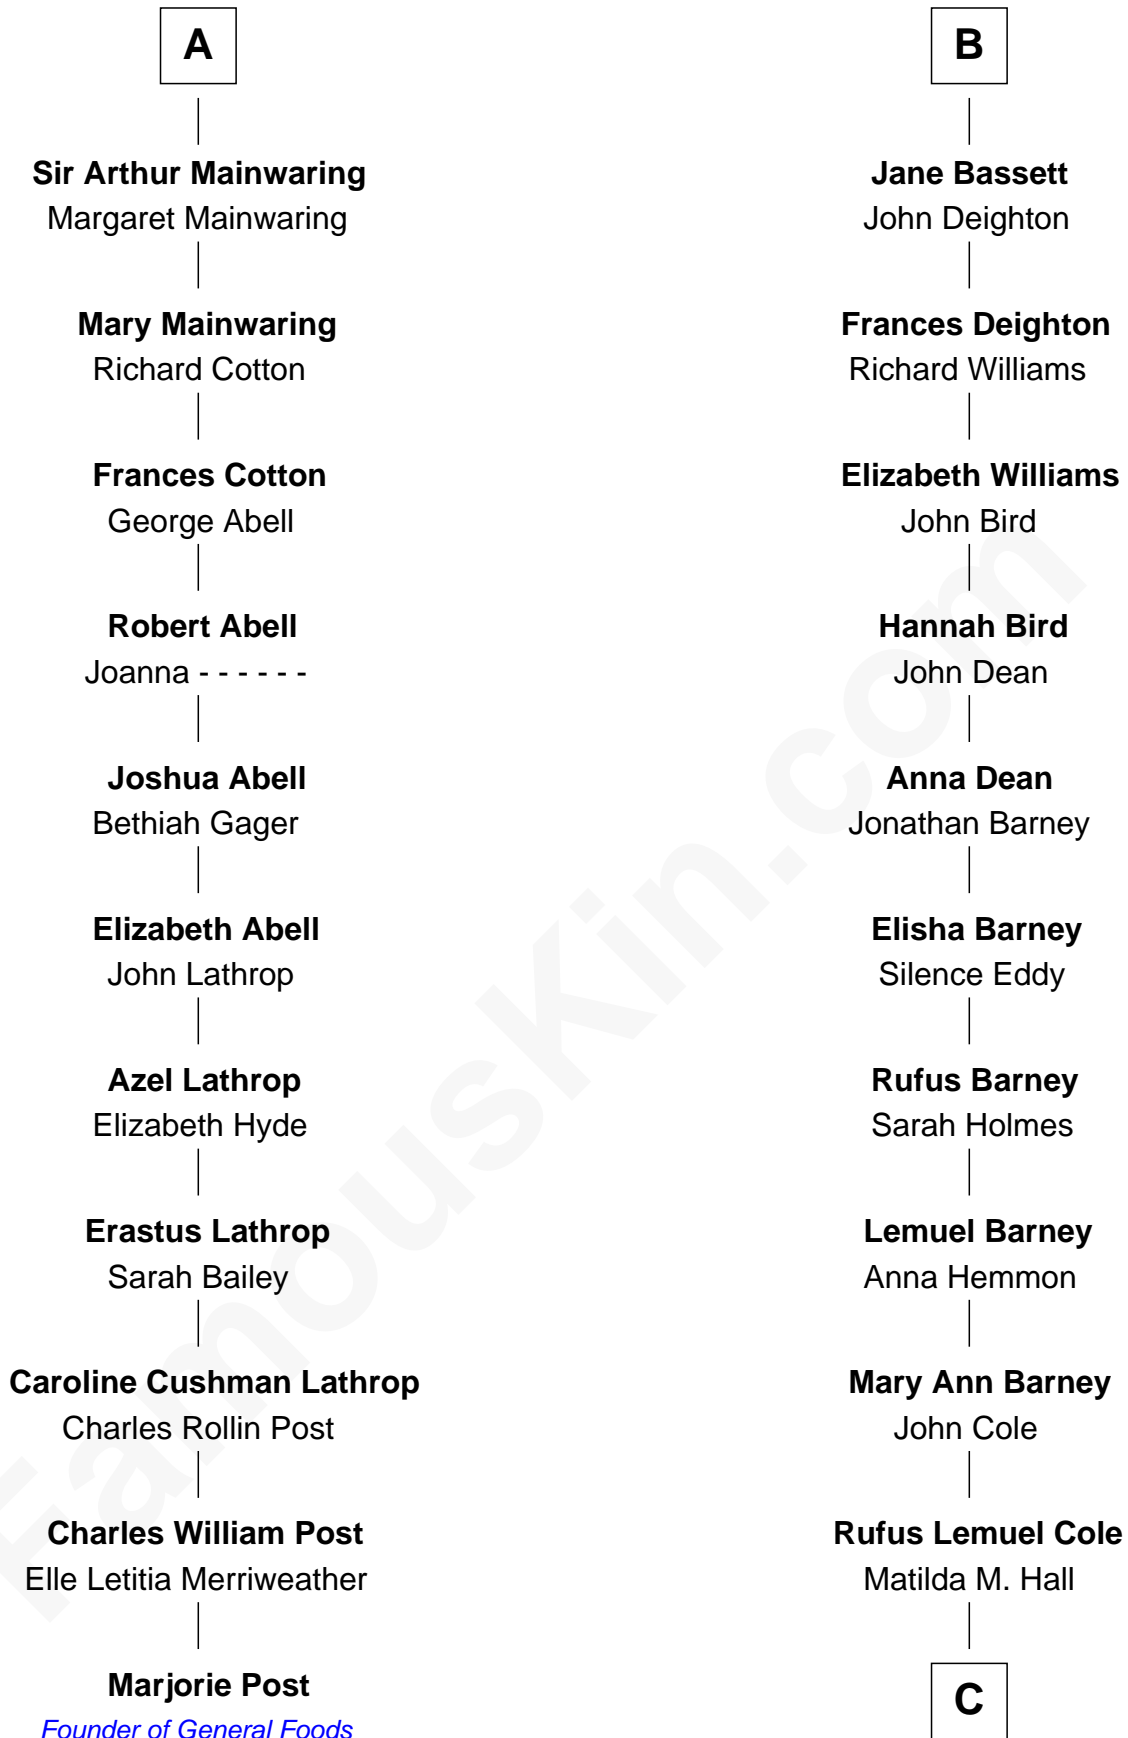 A
Sir Arthur Mainwaring
Margaret Mainwaring
Mary Mainwaring
Richard Cotton
Frances Cotton
George Abell
Robert Abell
Joanna - - - - - -
Joshua Abell
Bethiah Gager
Elizabeth Abell
John Lathrop
Azel Lathrop
Elizabeth Hyde
Erastus Lathrop
Sarah Bailey
Caroline Cushman Lathrop
Charles Rollin Post
Charles William Post
Elle Letitia Merriweather
Marjorie Post
Founder of General Foods
B
Jane Bassett
John Deighton
Frances Deighton
Richard Williams
Elizabeth Williams
John Bird
Hannah Bird
John Dean
Anna Dean
Jonathan Barney
Elisha Barney
Silence Eddy
Rufus Barney
Sarah Holmes
Lemuel Barney
Anna Hemmon
Mary Ann Barney
John Cole
Rufus Lemuel Cole
Matilda M. Hall
C
FamousKin.com